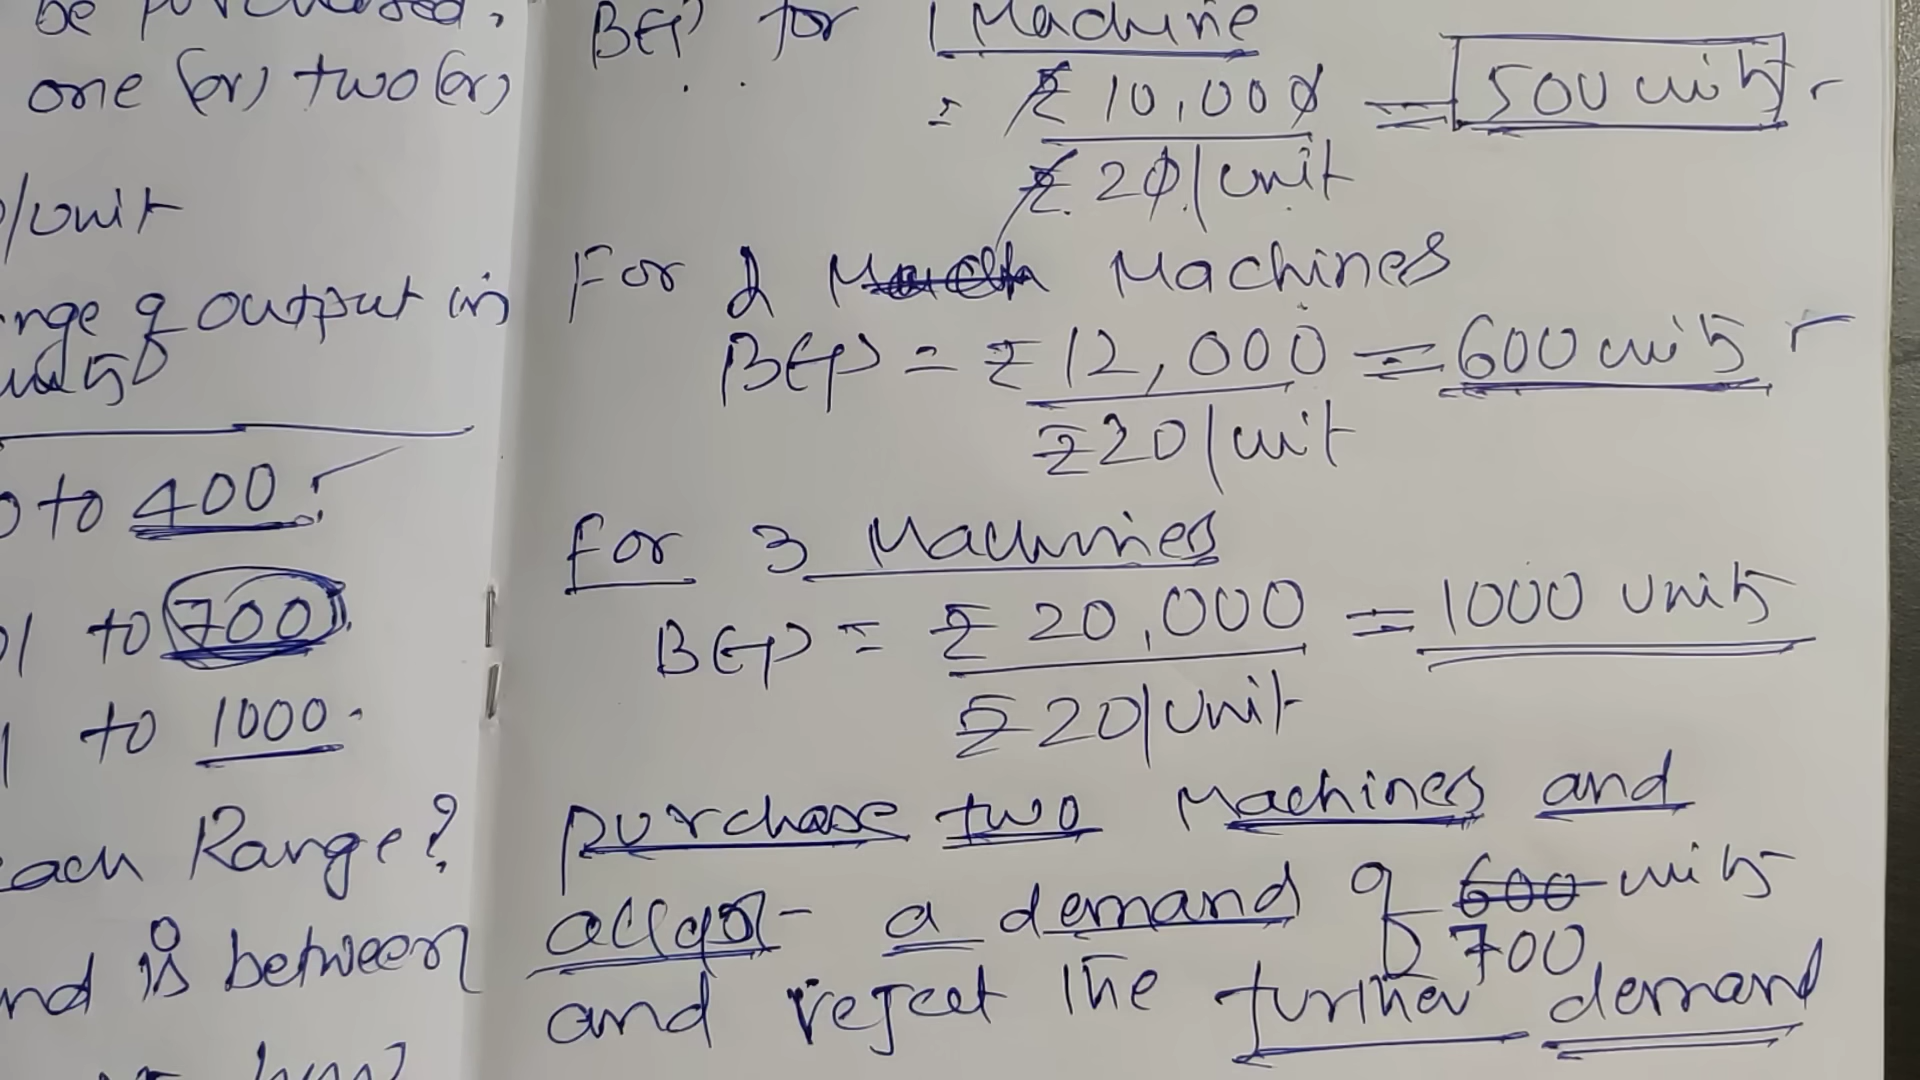 be purchased,
one (or) two (or)
/unit
nge of output in
units
to 400
1 to 700
1 to 1000
each Range?
nd is between
how
BEP for 1 Machine
= ₹ 10,000 = 500 units
₹ 20/unit
For 2 Machines
BEP = ₹ 12,000 = 600 units
₹ 20/unit
For 3 Machines
BEP = ₹ 20,000 = 1000 units
₹ 20/unit
purchase two Machines and
accept a demand of 600 units
700
and reject the further demand